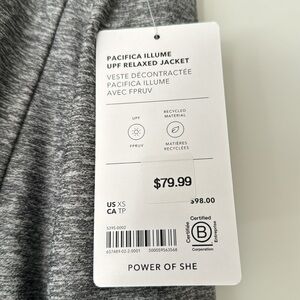 PACIFICA ILLUME
UPF RELAXED JACKET
VESTE DÉCONTRACTÉE
PACIFICA ILLUME
AVEC FPRUV
UPF
RECYCLED
MATERIAL
FPRUV
MATIÈRES
RECYCLÉES
$79.99
US XS
CA TP
$98.00
Certified
Certifiée
B
Corporation
Entreprise
POWER OF SHE